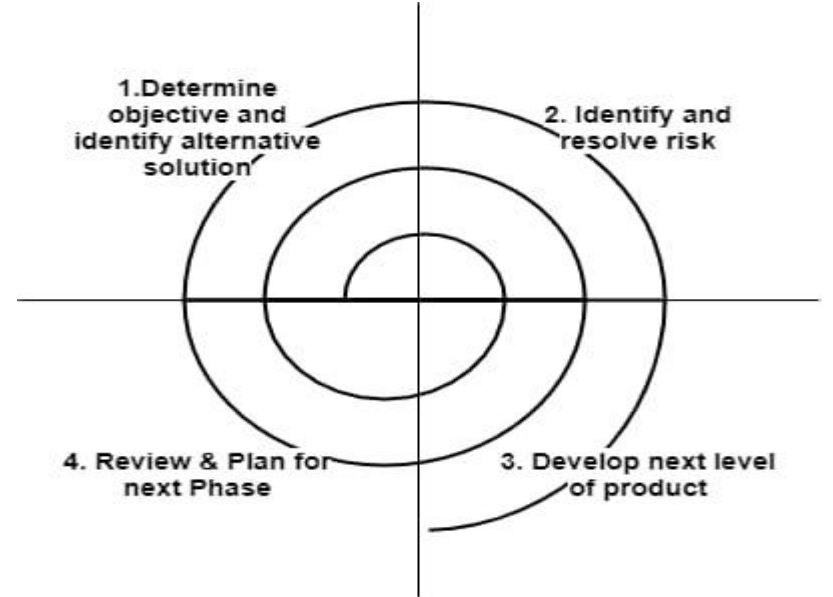 1.Determine
objective and
identify alternative
solution
2. Identify and
resolve risk
4. Review & Plan for
next Phase
3. Develop next level
of product